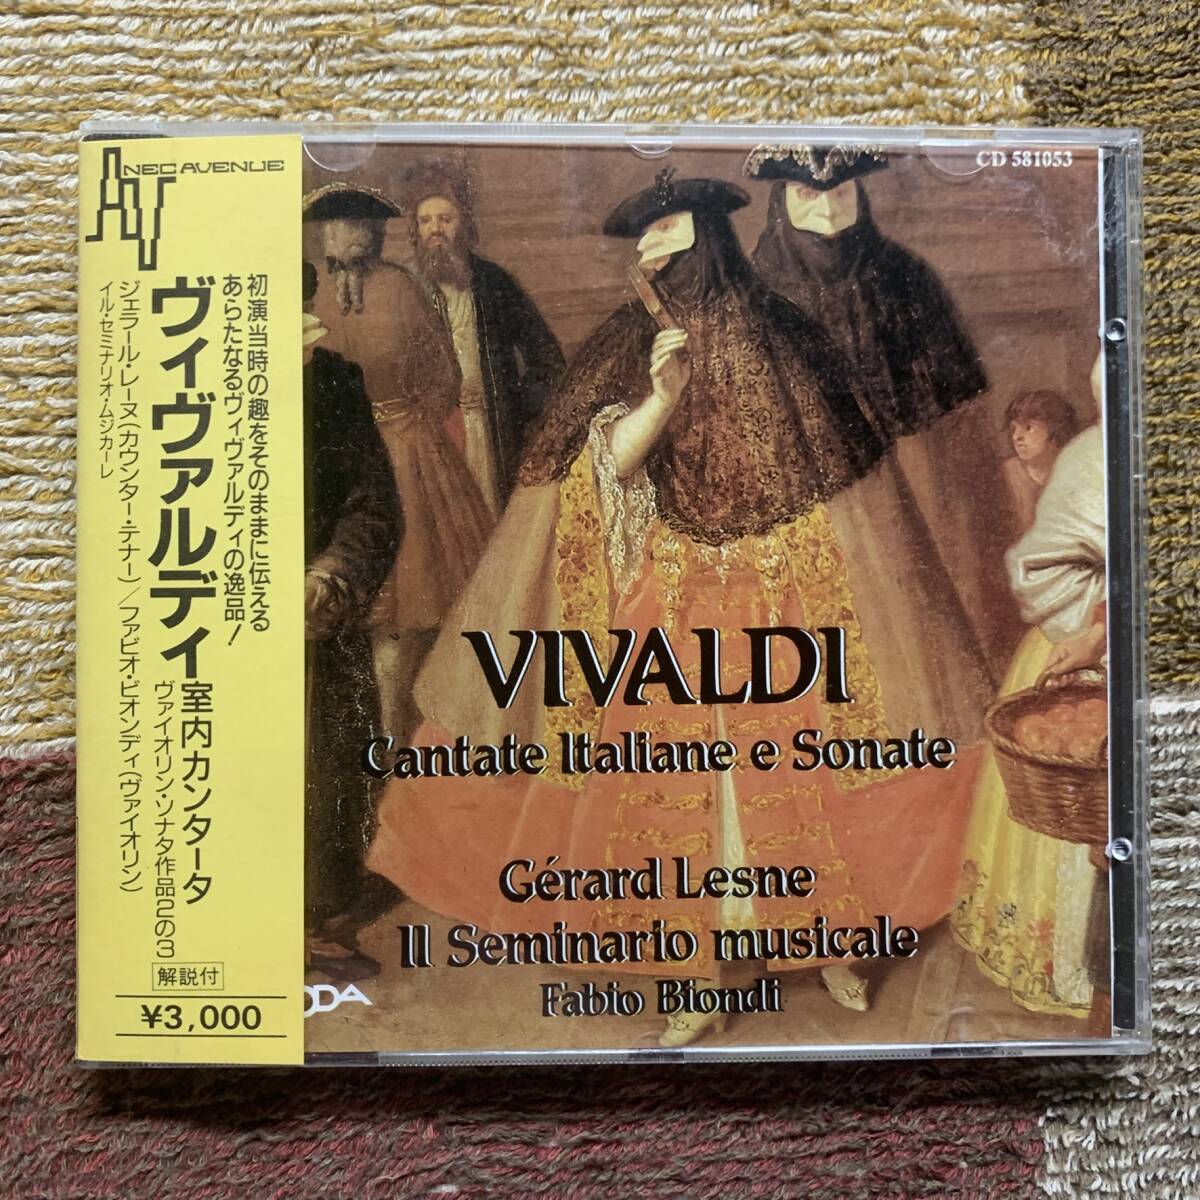 NEC AVENUE
初演当時の趣をそのままに伝える
あらたなるヴィヴァルディの逸品！
ヴィヴァルディ室内カンタータ
ヴァイオリン・ソナタ作品2の3
ジェラール・レーヌ(カウンター・テナー)／ファビオ・ビオンディ(ヴァイオリン)
イル・セミナリオ・ムジカーレ
解説付
¥3,000
CD 581053
VIVALDI
Cantate Italiane e Sonate
Gérard Lesne
Il Seminario musicale
Fabio Biondi